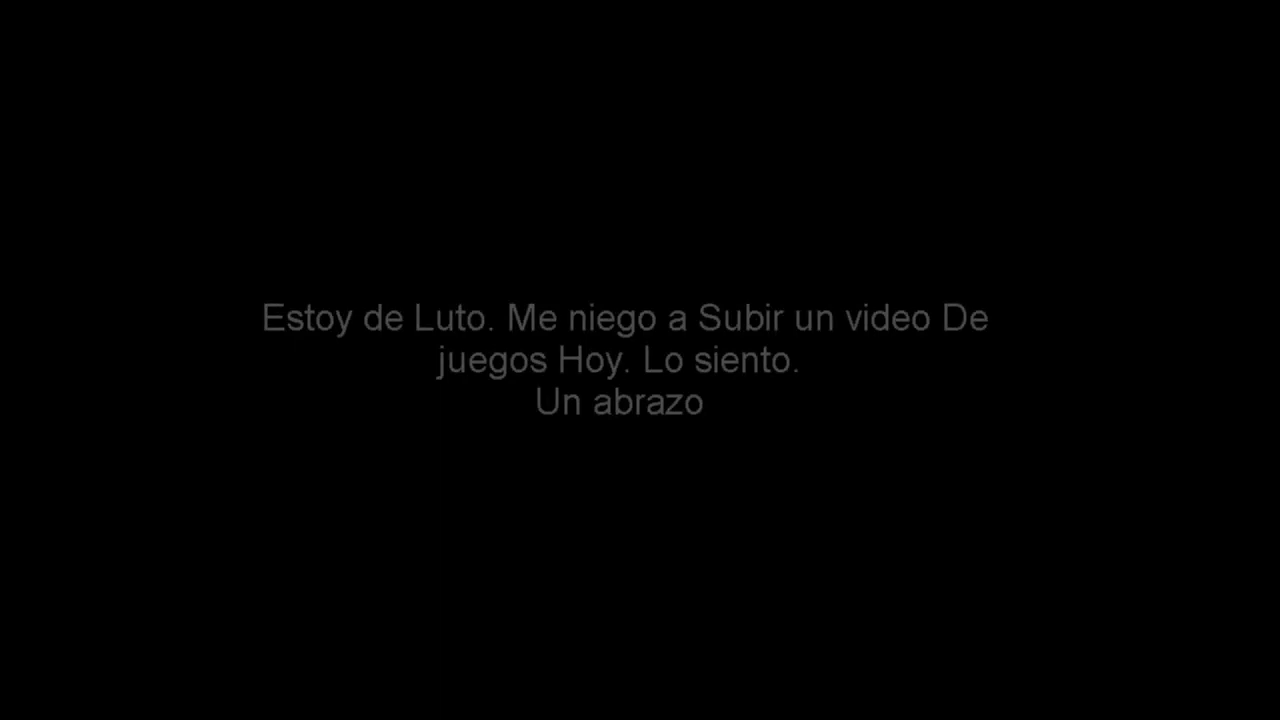 Estoy de Luto. Me niego a Subir un video De
juegos Hoy. Lo siento.
Un abrazo